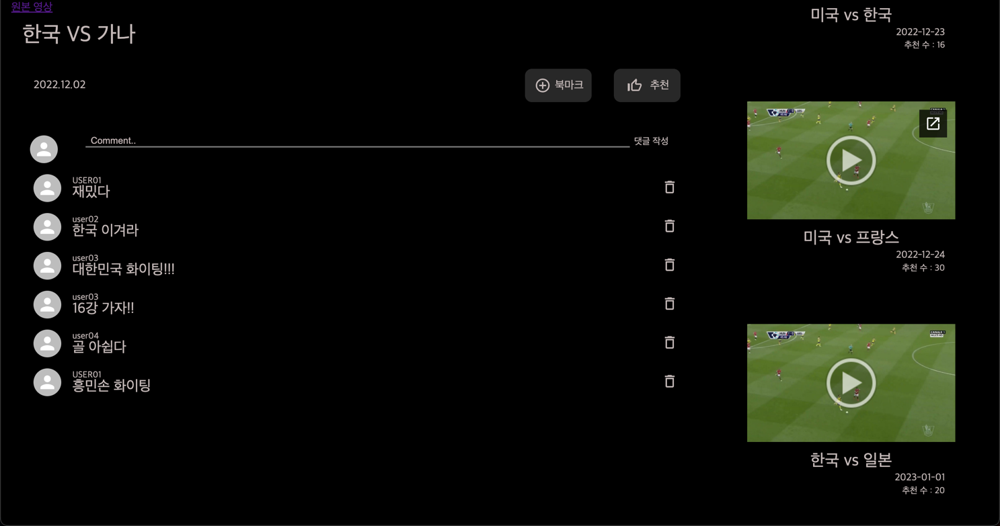 원본 영상
한국 VS 가나
2022.12.02
북마크
추천
Comment..
댓글 작성
USER01
재밌다
user02
한국 이겨라
user03
대한민국 화이팅!!!
user03
16강 가자!!
user04
골 아쉽다
USER01
흥민손 화이팅
미국 vs 한국
2022-12-23
추천 수 : 16
미국 vs 프랑스
2022-12-24
추천 수 : 30
한국 vs 일본
2023-01-01
추천 수 : 20